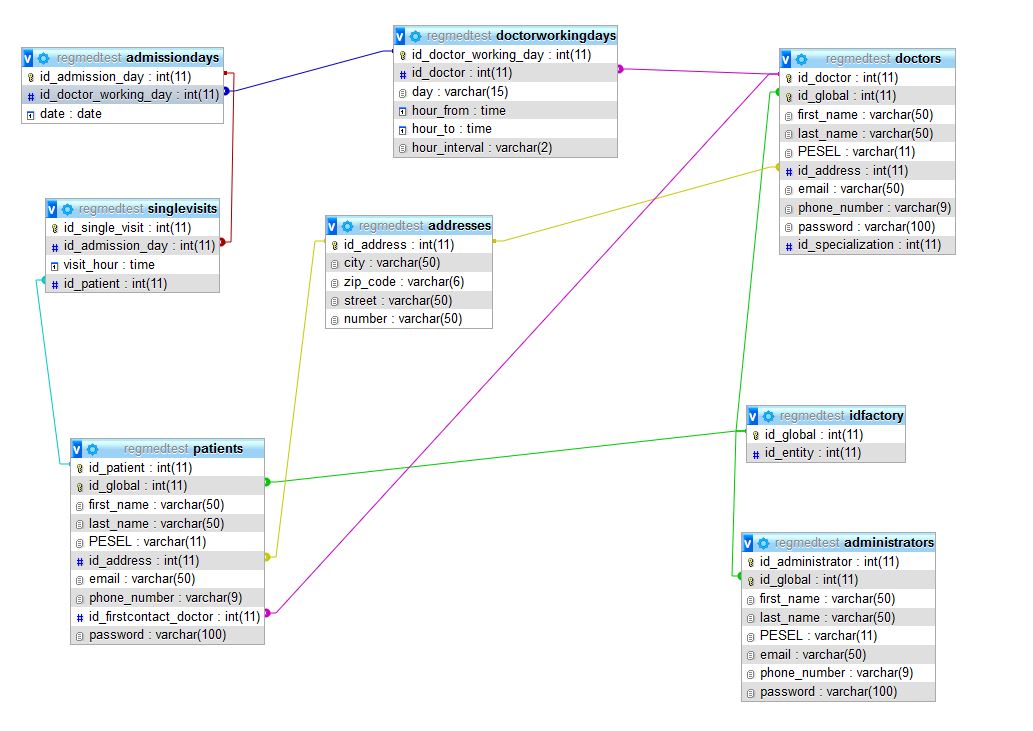 regmedtest admissiondays
id_admission_day : int(11)
id_doctor_working_day : int(11)
date : date
regmedtest doctorworkingdays
id_doctor_working_day : int(11)
id_doctor : int(11)
day : varchar(15)
hour_from : time
hour_to : time
hour_interval : varchar(2)
regmedtest doctors
id_doctor : int(11)
id_global : int(11)
first_name : varchar(50)
last_name : varchar(50)
PESEL : varchar(11)
id_address : int(11)
email : varchar(50)
phone_number : varchar(9)
password : varchar(100)
id_specialization : int(11)
regmedtest singlevisits
id_single_visit : int(11)
id_admission_day : int(11)
visit_hour : time
id_patient : int(11)
regmedtest addresses
id_address : int(11)
city : varchar(50)
zip_code : varchar(6)
street : varchar(50)
number : varchar(50)
regmedtest patients
id_patient : int(11)
id_global : int(11)
first_name : varchar(50)
last_name : varchar(50)
PESEL : varchar(11)
id_address : int(11)
email : varchar(50)
phone_number : varchar(9)
id_firstcontact_doctor : int(11)
password : varchar(100)
regmedtest idfactory
id_global : int(11)
id_entity : int(11)
regmedtest administrators
id_administrator : int(11)
id_global : int(11)
first_name : varchar(50)
last_name : varchar(50)
PESEL : varchar(11)
email : varchar(50)
phone_number : varchar(9)
password : varchar(100)